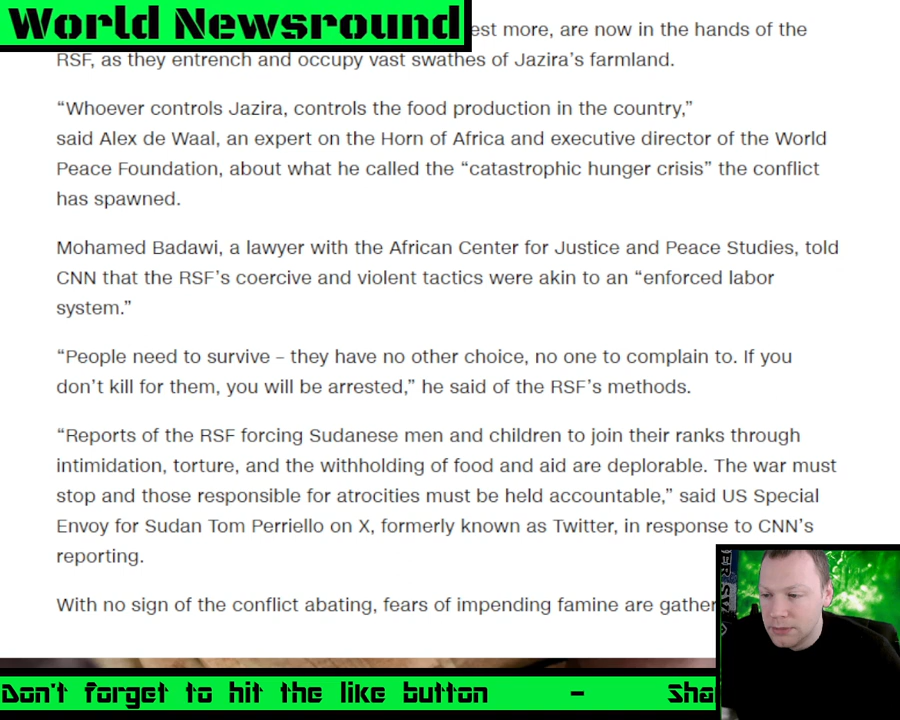 World Newsround
est more, are now in the hands of the
RSF, as they entrench and occupy vast swathes of Jazira’s farmland.
“Whoever controls Jazira, controls the food production in the country,”
said Alex de Waal, an expert on the Horn of Africa and executive director of the World
Peace Foundation, about what he called the “catastrophic hunger crisis” the conflict
has spawned.
Mohamed Badawi, a lawyer with the African Center for Justice and Peace Studies, told
CNN that the RSF’s coercive and violent tactics were akin to an “enforced labor
system.”
“People need to survive – they have no other choice, no one to complain to. If you
don’t kill for them, you will be arrested,” he said of the RSF’s methods.
“Reports of the RSF forcing Sudanese men and children to join their ranks through
intimidation, torture, and the withholding of food and aid are deplorable. The war must
stop and those responsible for atrocities must be held accountable,” said US Special
Envoy for Sudan Tom Perriello on X, formerly known as Twitter, in response to CNN’s
reporting.
With no sign of the conflict abating, fears of impending famine are gather
Don't forget to hit the like button - Sha